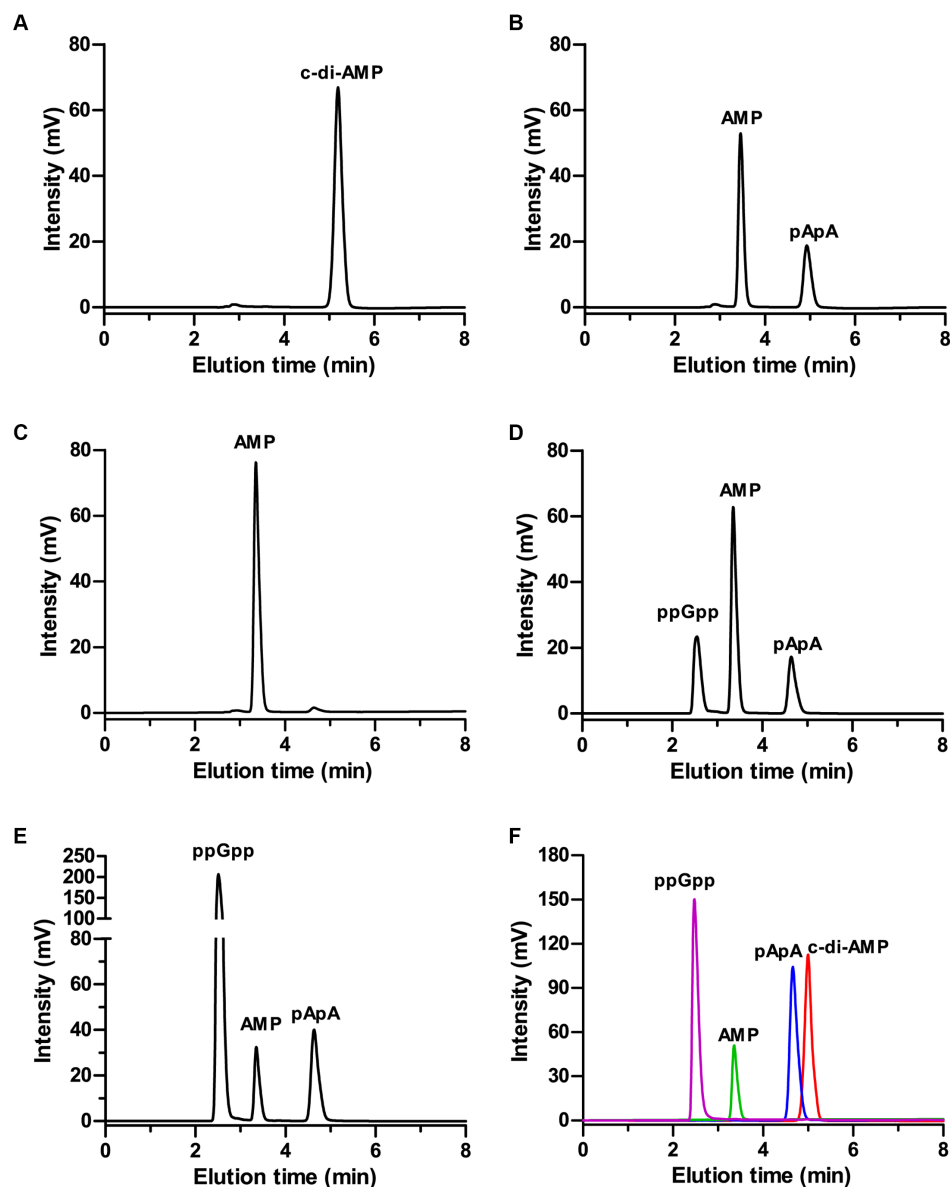 A
80
60
40
20
0
Intensity (mV)
c-di-AMP
0 2 4 6 8
Elution time (min)
B
80
60
40
20
0
Intensity (mV)
AMP
pApA
0 2 4 6 8
Elution time (min)
C
80
60
40
20
0
Intensity (mV)
AMP
0 2 4 6 8
Elution time (min)
D
80
60
40
20
0
Intensity (mV)
ppGpp
AMP
pApA
0 2 4 6 8
Elution time (min)
E
250
200
150
100
80
60
40
20
0
Intensity (mV)
ppGpp
AMP
pApA
0 2 4 6 8
Elution time (min)
F
180
150
120
90
60
30
0
Intensity (mV)
ppGpp
AMP
pApA
c-di-AMP
0 2 4 6 8
Elution time (min)